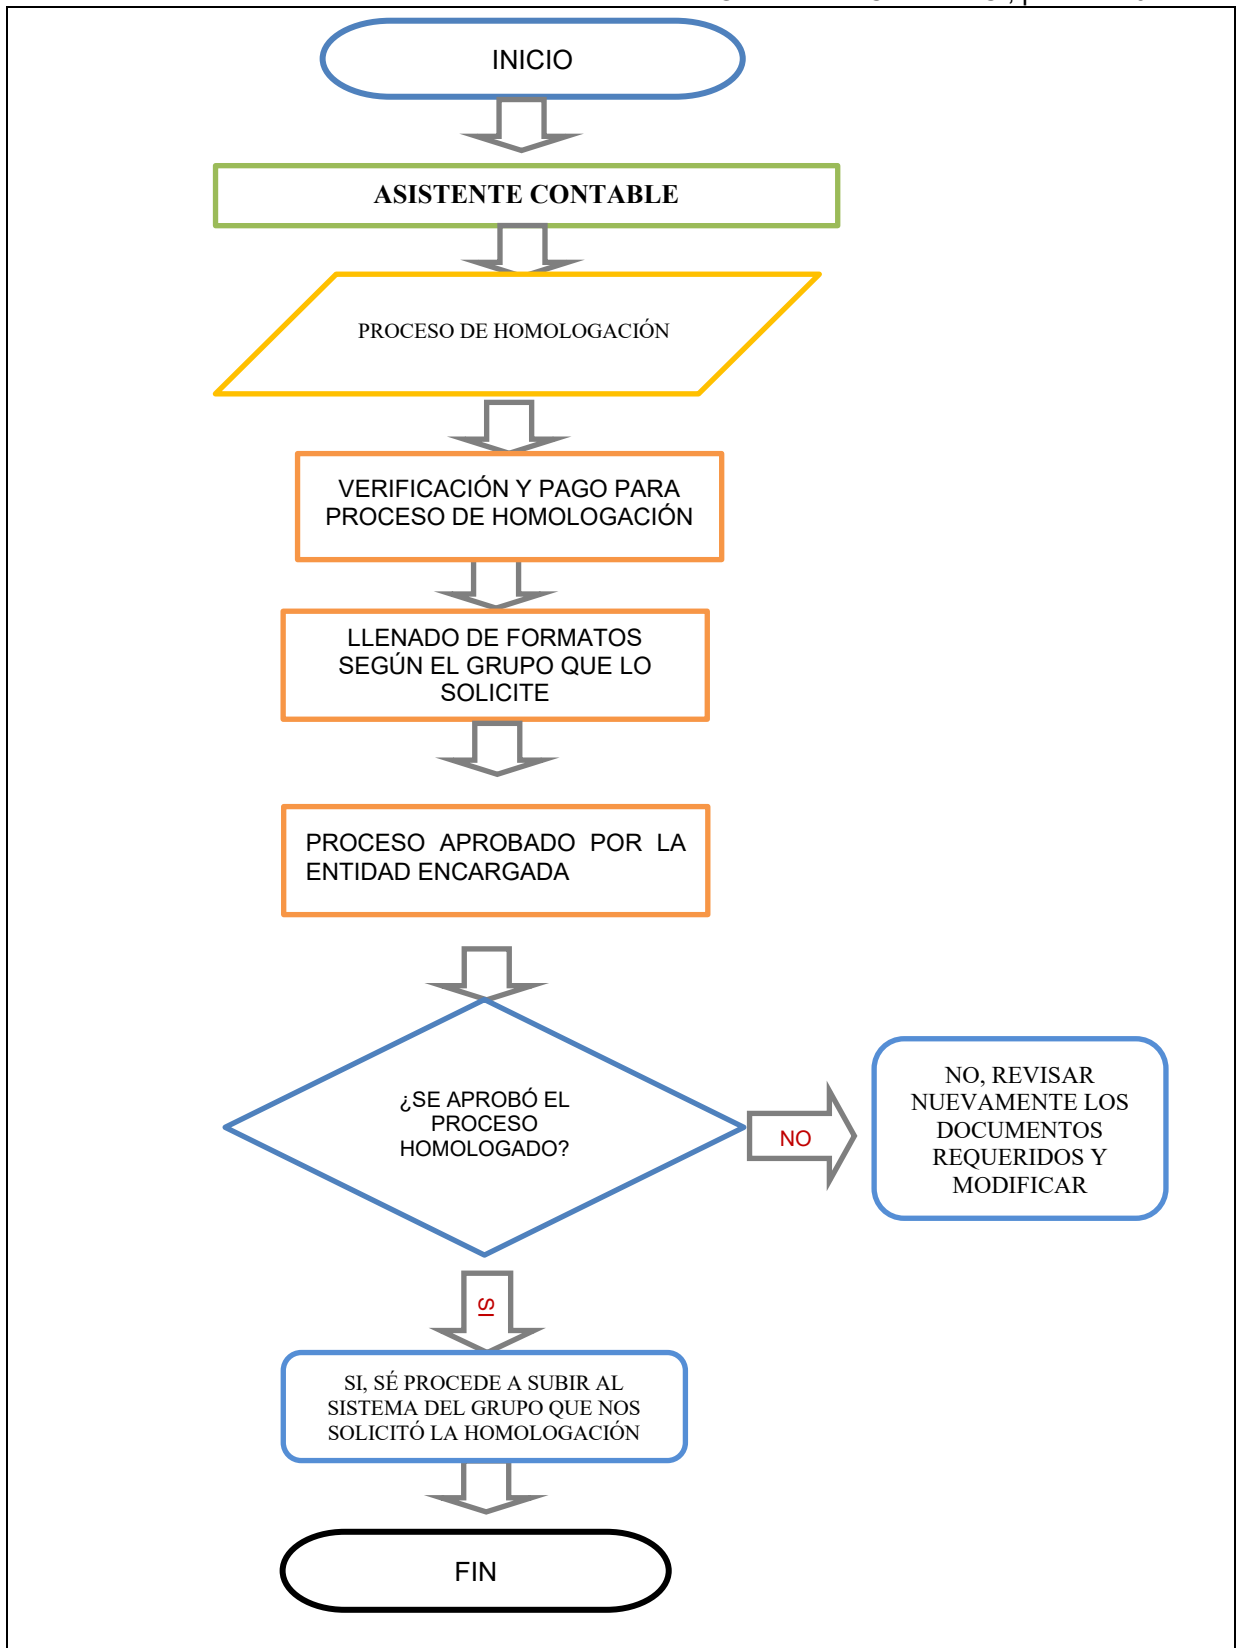 INICIO
ASISTENTE CONTABLE
PROCESO DE HOMOLOGACIÓN
VERIFICACIÓN Y PAGO PARA
PROCESO DE HOMOLOGACIÓN
LLENADO DE FORMATOS
SEGÚN EL GRUPO QUE LO
SOLICITE
PROCESO APROBADO POR LA
ENTIDAD ENCARGADA
¿SE APROBÓ EL
PROCESO
HOMOLOGADO?
NO
NO, REVISAR
NUEVAMENTE LOS
DOCUMENTOS
REQUERIDOS Y
MODIFICAR
SI
SI, SÉ PROCEDE A SUBIR AL
SISTEMA DEL GRUPO QUE NOS
SOLICITÓ LA HOMOLOGACIÓN
FIN